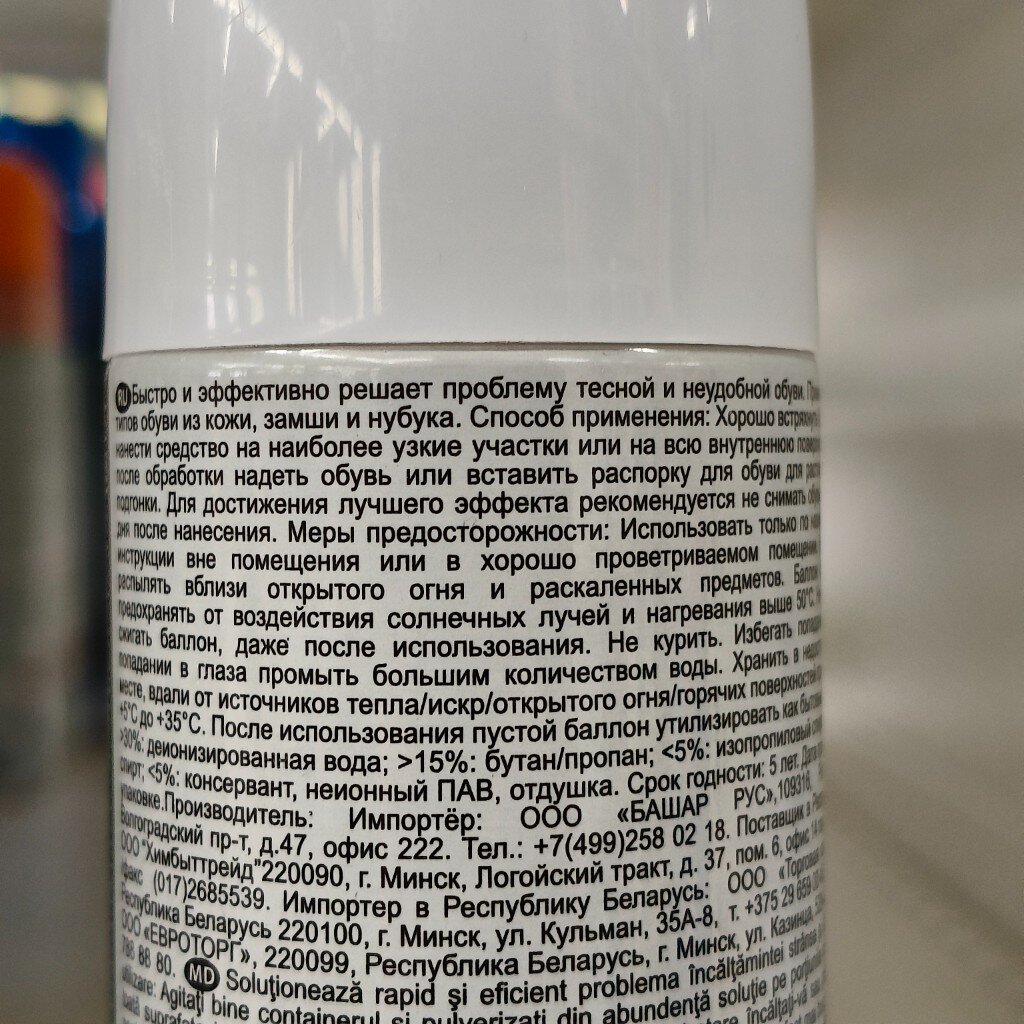 RU Быстро и эффективно решает проблему тесной и неудобной обуви.
типов обуви из кожи, замши и нубука. Способ применения: Хорошо
нанести средство на наиболее узкие участки или на всю внутреннюю
после обработки надеть обувь или вставить распорку для обуви для
подгонки. Для достижения лучшего эффекта рекомендуется не снимать
дня после нанесения. Меры предосторожности: Использовать только по
инструкции вне помещения или в хорошо проветриваемом помещении.
распылять вблизи открытого огня и раскаленных предметов.
предохранять от воздействия солнечных лучей и нагревания выше 50°С.
сжигать баллон, даже после использования. Не курить. Избегать
попадании в глаза промыть большим количеством воды. Хранить в
месте, вдали от источников тепла/искр/открытого огня/горячих
+5°С до +35°С. После использования пустой баллон утилизировать как
>30%: деионизированная вода; >15%: бутан/пропан; <5%: изопропиловый
спирт; <5%: консервант, неионный ПАВ, отдушка. Срок годности: 5 лет.
упаковке.Производитель: Импортёр: ООО «БАШАР РУС»,109316,
Волгоградский пр-т, д.47, офис 222. Тел.: +7(499)258 02 18. Поставщик в
ООО "Химбыттрейд"220090, г. Минск, Логойский тракт, д. 37, пом. 6, офис
факс (017)2685539. Импортер в Республику Беларусь: ООО
Республика Беларусь 220100, г. Минск, ул. Кульман, 35А-8, т. +375 29
ООО «ЕВРОТОРГ», 220099, Республика Беларусь, г. Минск, ул. Казинца,
788 88 80. MD Soluţionează rapid şi eficient problema încălţămintei
utilizare: Agitaţi bine containerul şi pulverizaţi din abundenţă soluţie pe